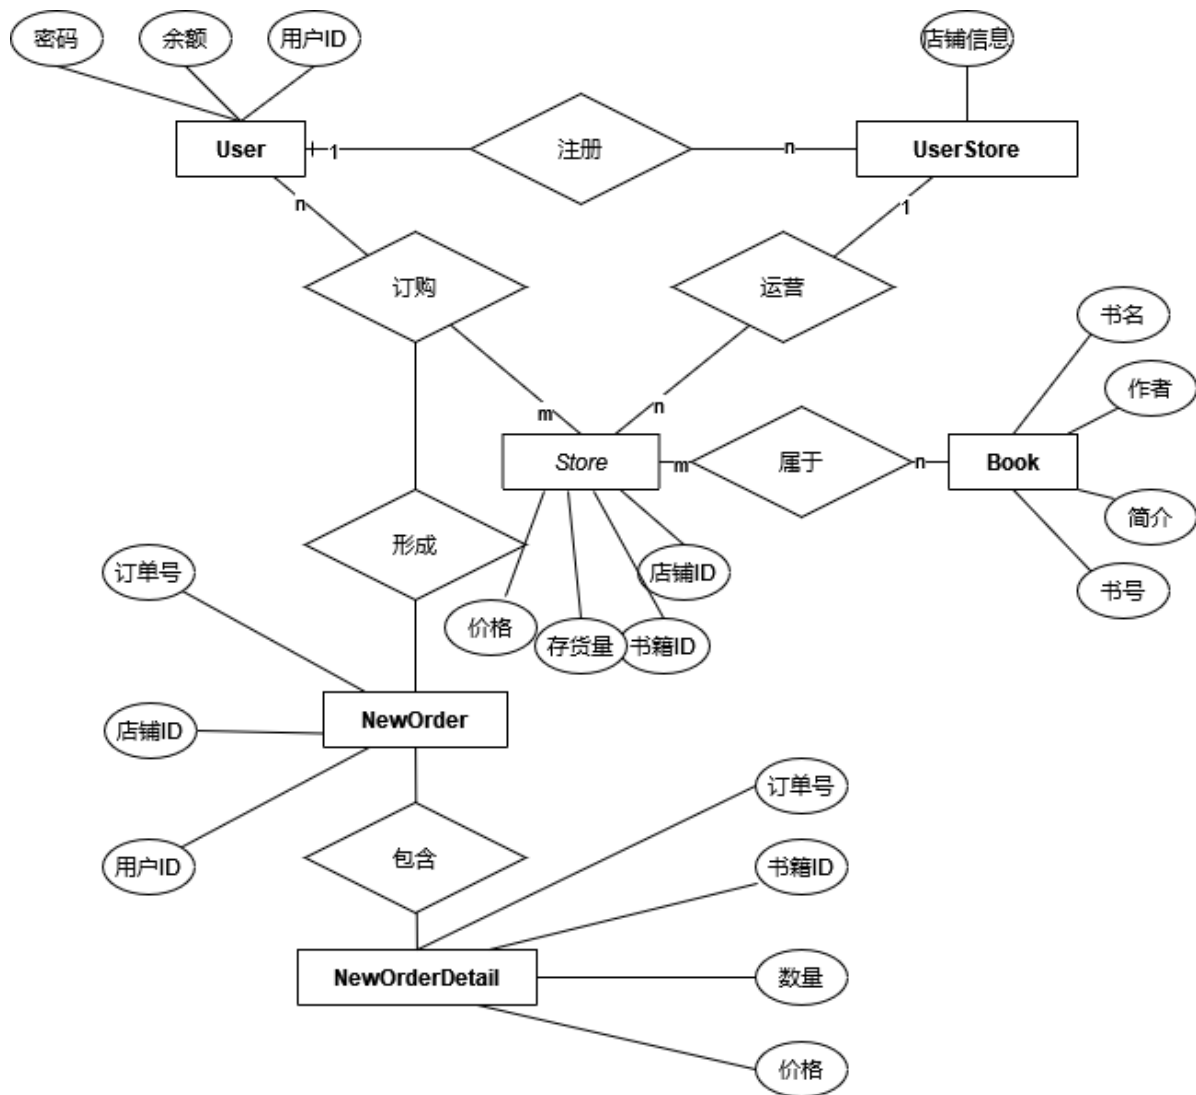 密码
余额
用户ID
店铺信息
User
1
注册
n
UserStore
n
1
订购
运营
书名
作者
m
n
Store
m
属于
n
Book
简介
书号
形成
店铺ID
价格
存货量
书籍ID
订单号
NewOrder
店铺ID
用户ID
包含
订单号
书籍ID
NewOrderDetail
数量
价格